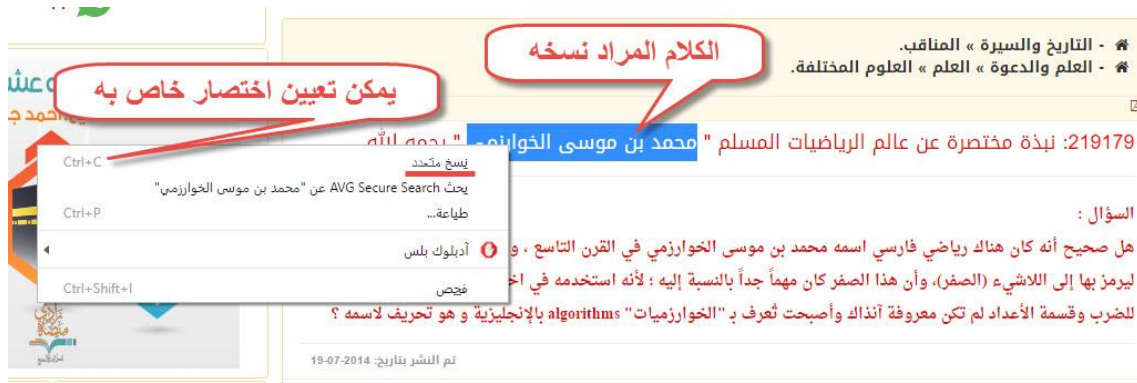 - التاريخ والسيرة » المناقب.
- العلم والدعوة » العلم » العلوم المختلفة.
الكلام المراد نسخه
يمكن تعيين اختصار خاص به
219179: نبذة مختصرة عن عالم الرياضيات المسلم " محمد بن موسى الخوارزمي " رحمه الله
نسخ متعدد Ctrl+C
يحث AVG Secure Search عن "محمد بن موسى الخوارزمي"
طباعة... Ctrl+P
آدبلوك بلس
فحص Ctrl+Shift+I
السؤال :
هل صحيح أنه كان هناك رياضي فارسي اسمه محمد بن موسى الخوارزمي في القرن التاسع ، و
ليرمز بها إلى اللاشيء (الصفر)، وأن هذا الصفر كان مهماً جداً بالنسبة إليه ؛ لأنه استخدمه في
للضرب وقسمة الأعداد لم تكن معروفة آنذاك وأصبحت تُعرف بـ "الخوارزميات" algorithms بالإنجليزية و هو تحريف لاسمه ؟
تم النشر بتاريخ: 2014-07-19